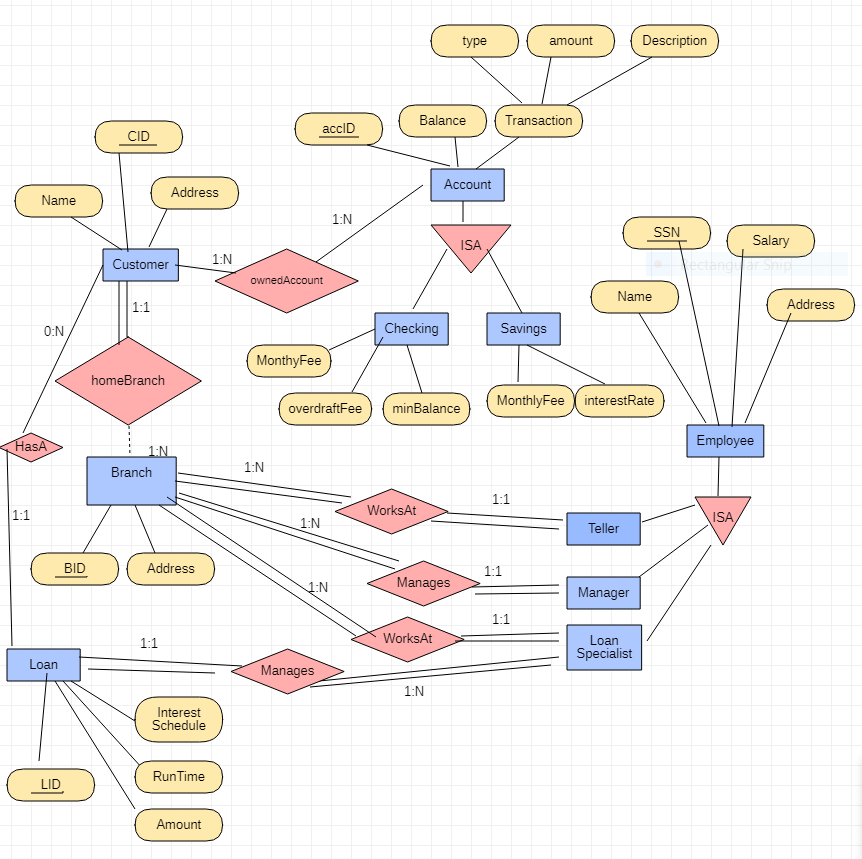 type
amount
Description
accID
Balance
Transaction
CID
Name
Address
Account
1:N
SSN
Salary
ISA
1:N
Customer
ownedAccount
Rectangular Ship
Name
Address
1:1
0:N
Checking
Savings
MonthyFee
homeBranch
overdraftFee
minBalance
MonthlyFee
interestRate
Employee
HasA
1:N
Branch
1:N
WorksAt
1:1
ISA
1:1
1:N
Teller
BID
Address
Manages
1:1
Manager
1:N
WorksAt
1:1
Loan
Specialist
1:1
Loan
Manages
1:N
Interest
Schedule
LID
RunTime
Amount